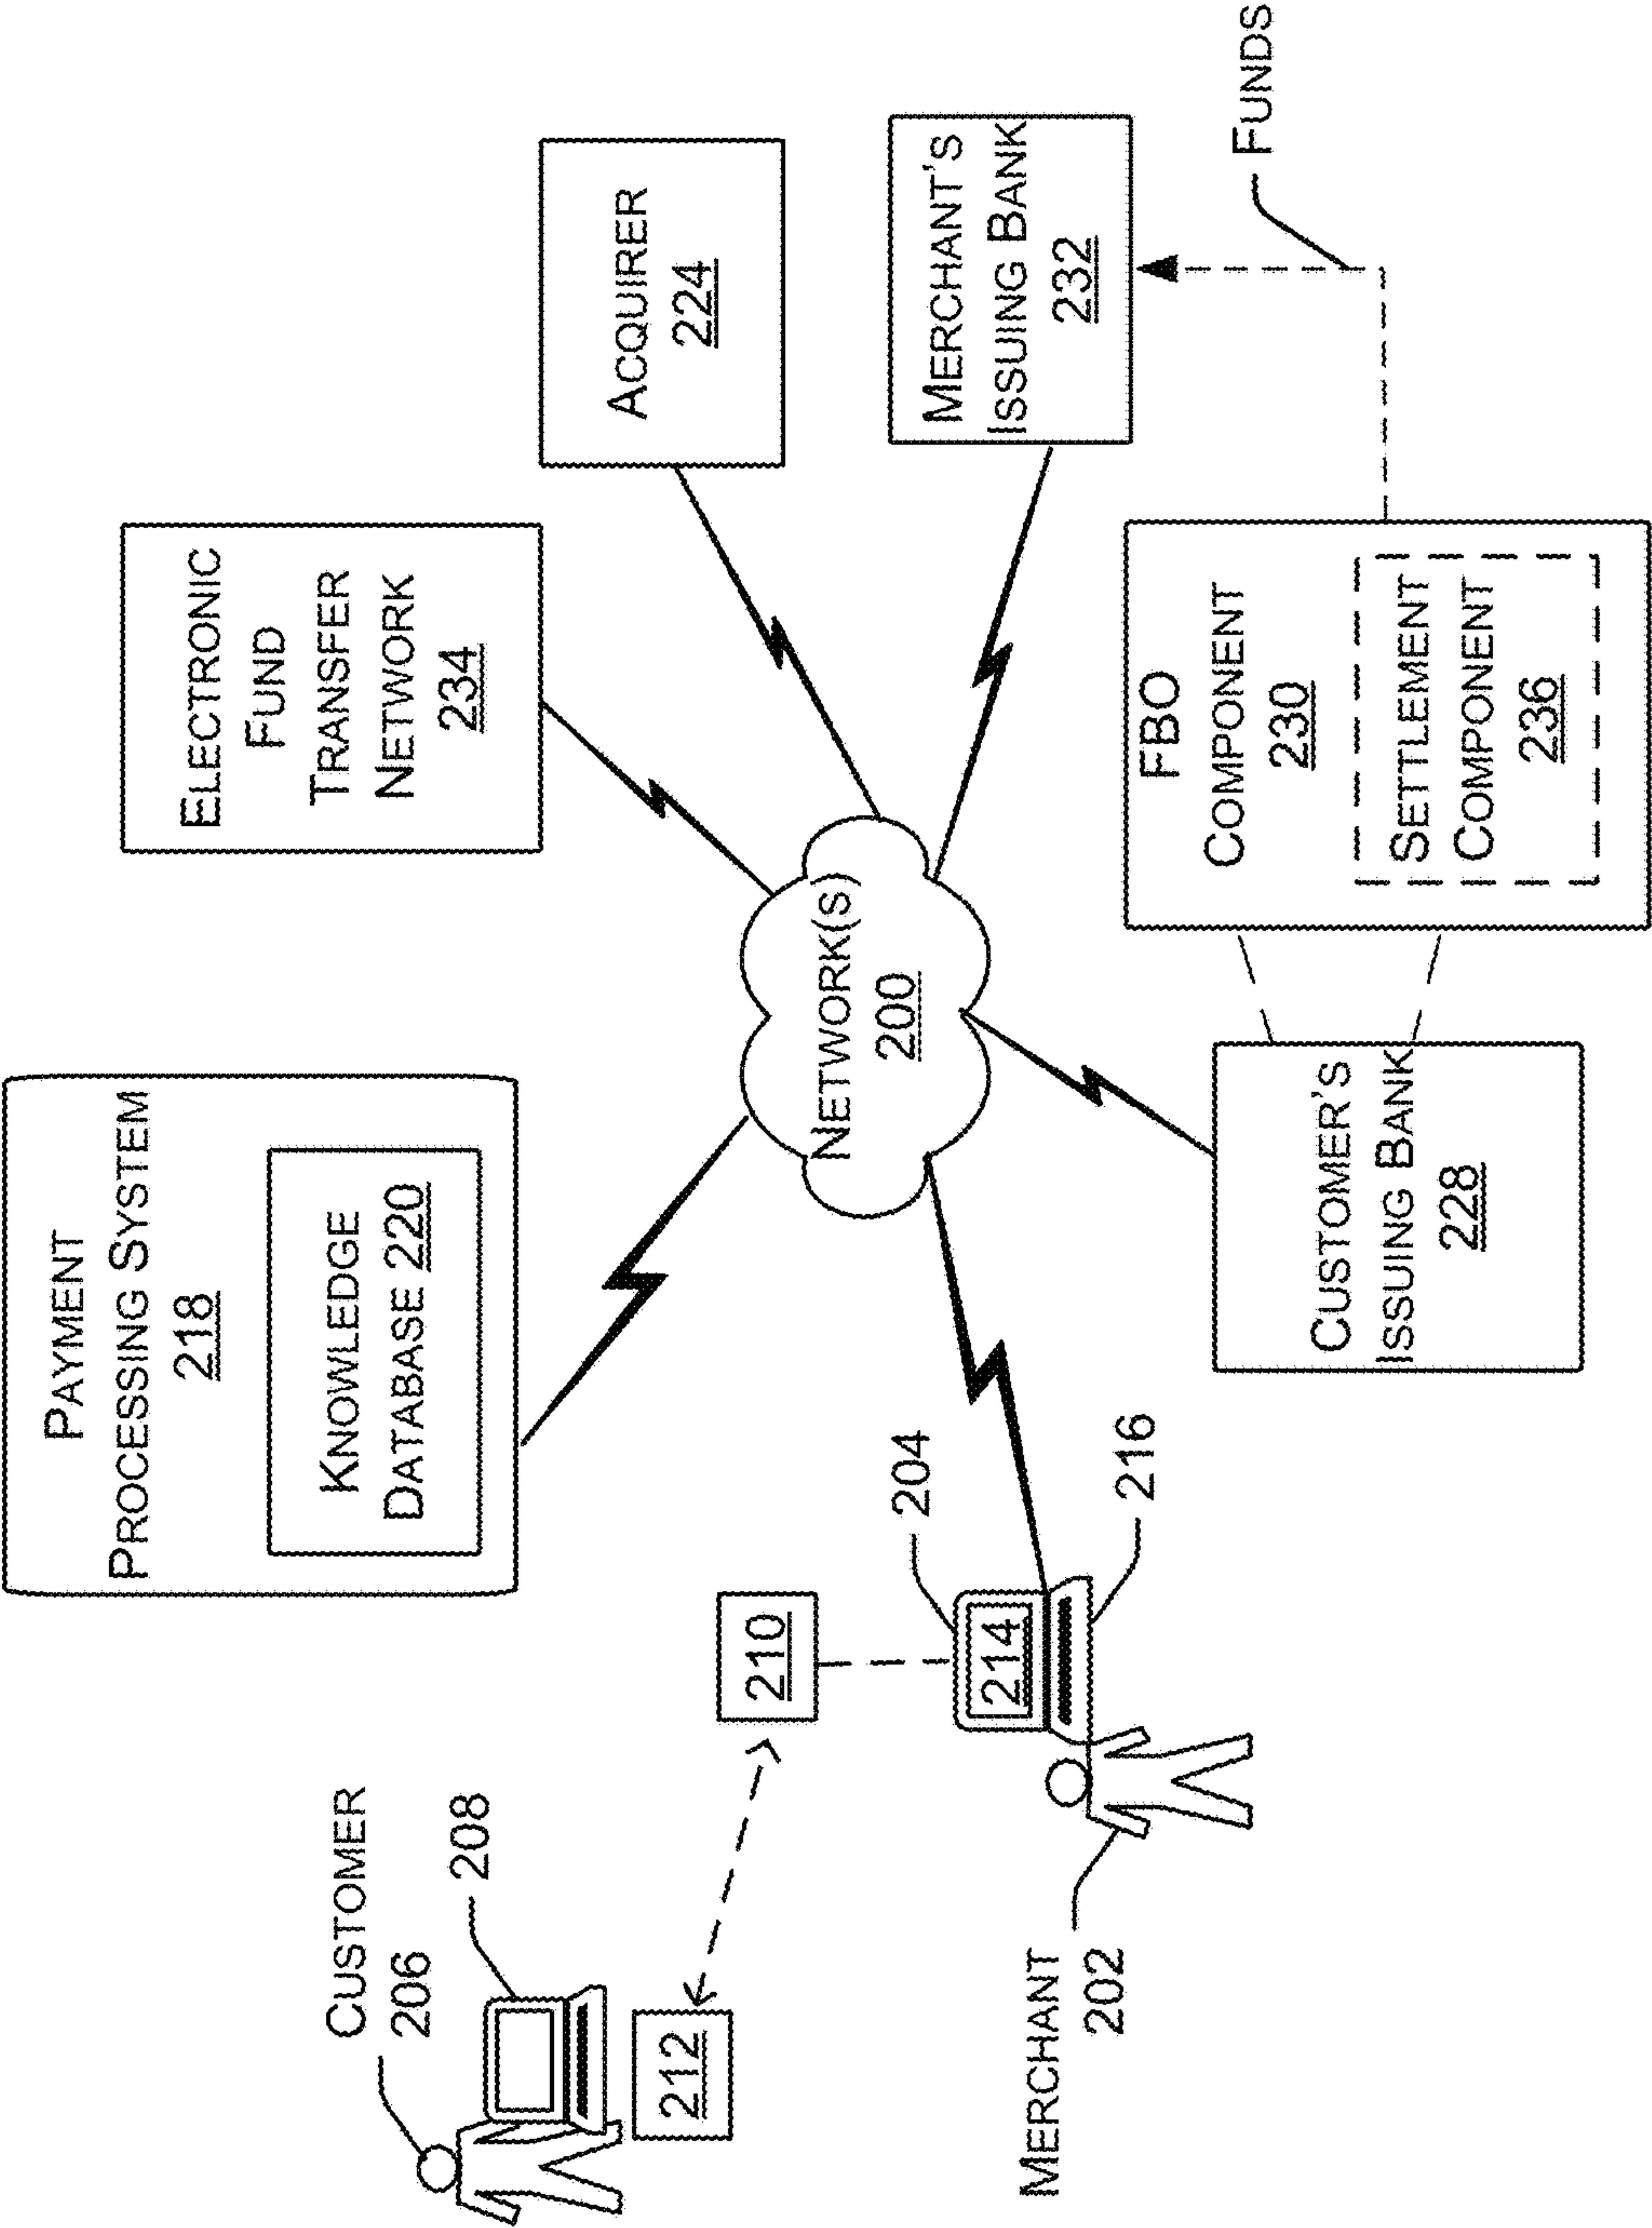 PAYMENT
PROCESSING SYSTEM
218
KNOWLEDGE
DATABASE 220
ELECTRONIC
FUND
TRANSFER
NETWORK
234
ACQUIRER
224
CUSTOMER
206
208
212
210
NETWORK(S)
200
MERCHANT'S
ISSUING BANK
232
204
214
216
MERCHANT
202
CUSTOMER'S
ISSUING BANK
228
FBO
COMPONENT
230
SETTLEMENT
COMPONENT
236
FUNDS